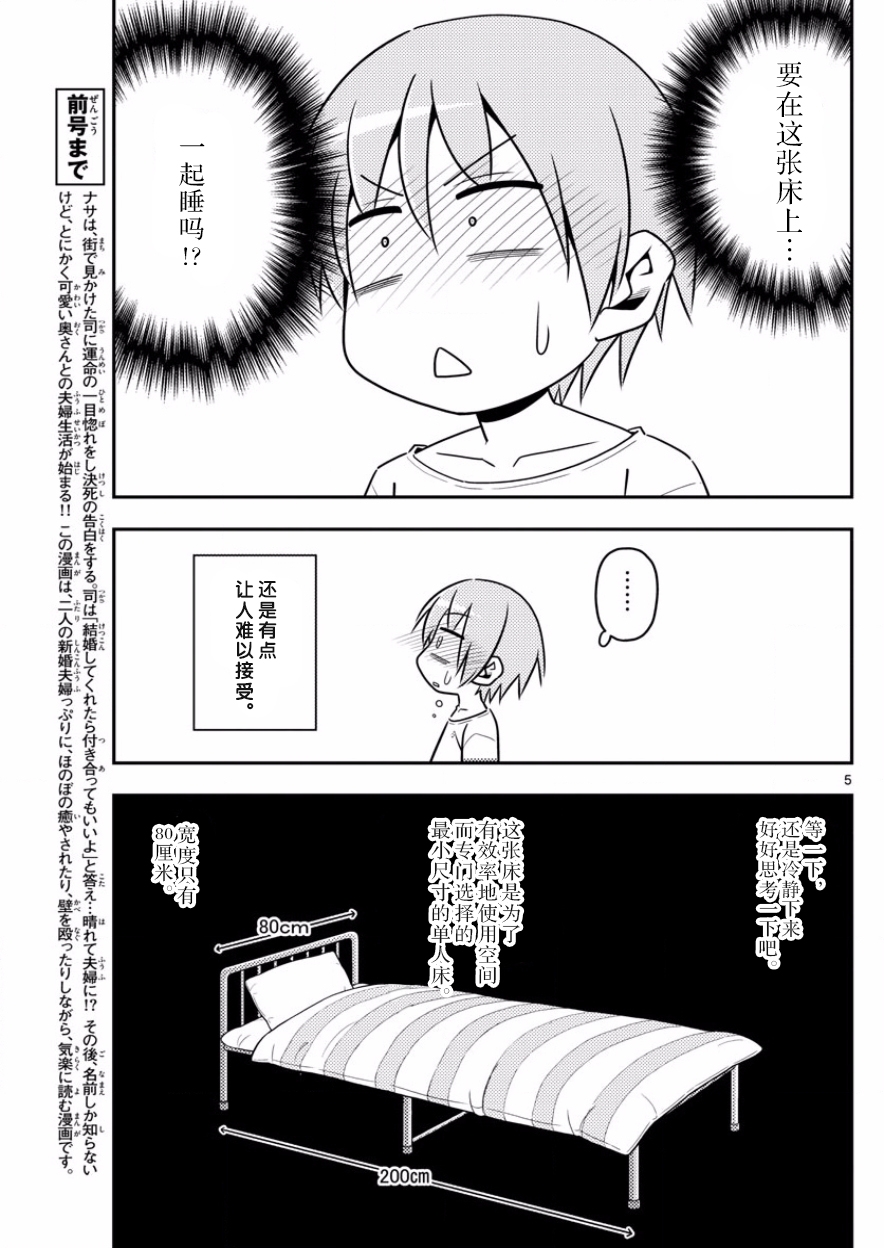 要在这张床上…
一起睡吗!?
……
还是有点
让人难以接受。
5
等一下，
还是冷静下来
好好思考一下吧。
这张床是为了
有效率地使用空间
而专门选择的
最小尺寸的单人床。
宽度只有
80厘米。
80cm
200cm
ぜんごう
前号まで
ナサは、街で見かけた司に運命の一目惚れをし決死の告白をする。司は「結婚してくれたら付き合ってもいいよ」と答え…晴れて夫婦に!? その後、名前しか知らない
けど、とにかく可愛い奥さんとの夫婦生活が始まる!! この漫画は、二人の新婚夫婦っぷりに、ほのぼの癒やされたり、壁を殴ったりしながら、気楽に読む漫画です。